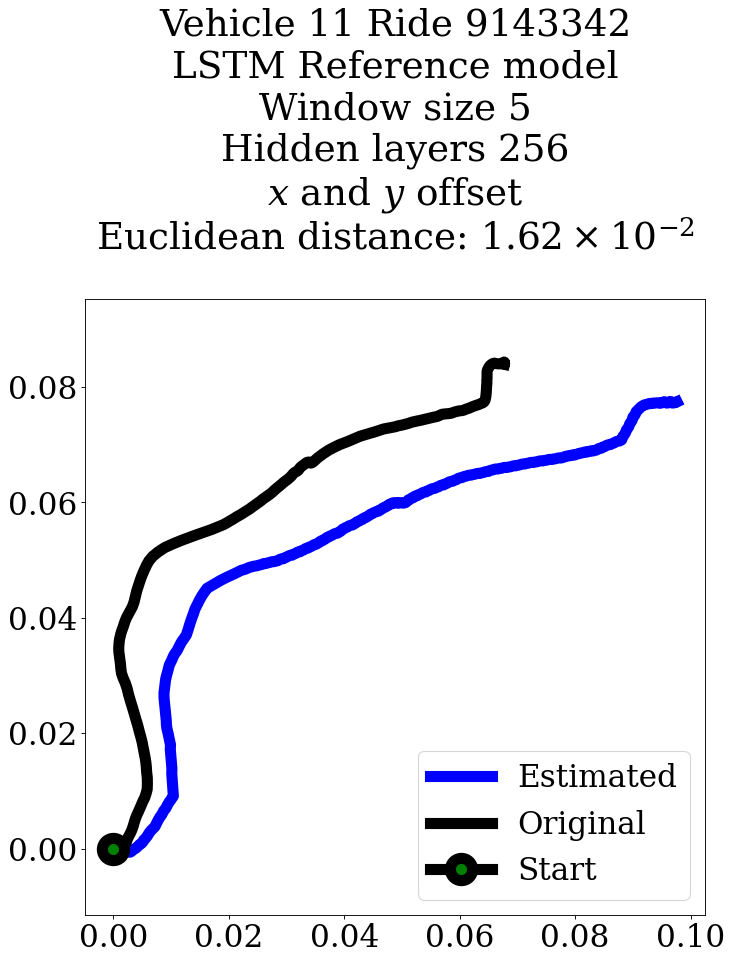 Vehicle 11 Ride 9143342
LSTM Reference model
Window size 5
Hidden layers 256
x and y offset
Euclidean distance: 1.62 × 10⁻²
0.08
0.06
0.04
0.02
0.00
Estimated
Original
Start
0.00 0.02 0.04 0.06 0.08 0.10